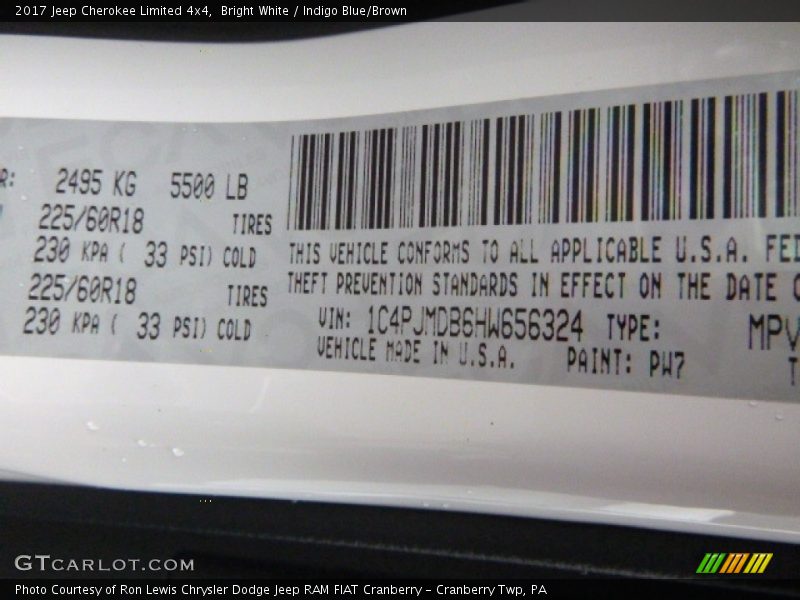 2017 Jeep Cherokee Limited 4x4,  Bright White / Indigo Blue/Brown
R: 2495 KG 5500 LB
225/60R18 TIRES
230 KPA ( 33 PSI) COLD
225/60R18 TIRES
230 KPA ( 33 PSI) COLD
THIS VEHICLE CONFORMS TO ALL APPLICABLE U.S.A. FED
THEFT PREVENTION STANDARDS IN EFFECT ON THE DATE O
VIN: 1C4PJMDB6HW656324 TYPE: MPV
VEHICLE MADE IN U.S.A. PAINT: PW7 T
GTCARLOT.COM
Photo Courtesy of Ron Lewis Chrysler Dodge Jeep RAM FIAT Cranberry – Cranberry Twp, PA